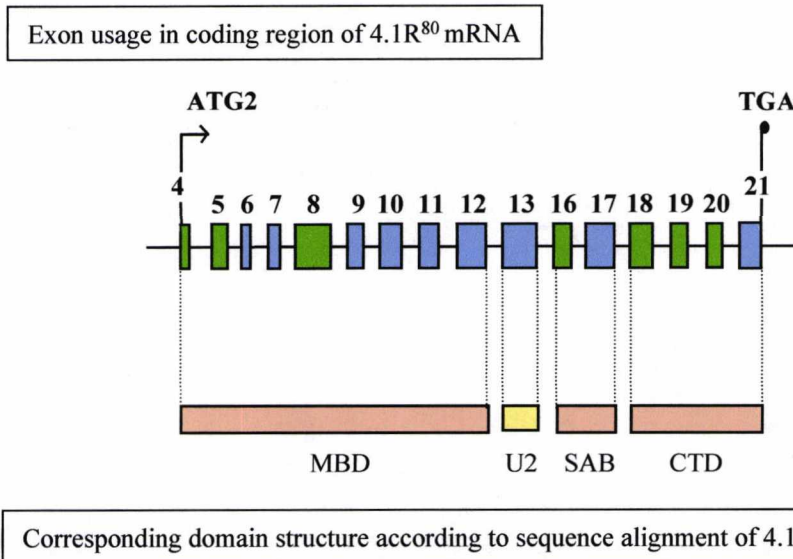 Exon usage in coding region of 4.1R⁸⁰ mRNA
ATG2 TGA
4 5 6 7 8 9 10 11 12 13 16 17 18 19 20 21
MBD U2 SAB CTD
Corresponding domain structure according to sequence alignment of 4.1